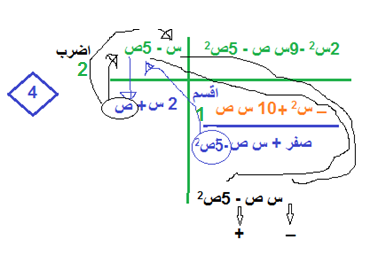 2س² -9س ص - 5ص²
س - 5ص
اضرب
2
4
2 س + ص
اقسم
1
– س² +10 س ص
صفر + س ص -5ص²
س ص - 5ص²
+ –